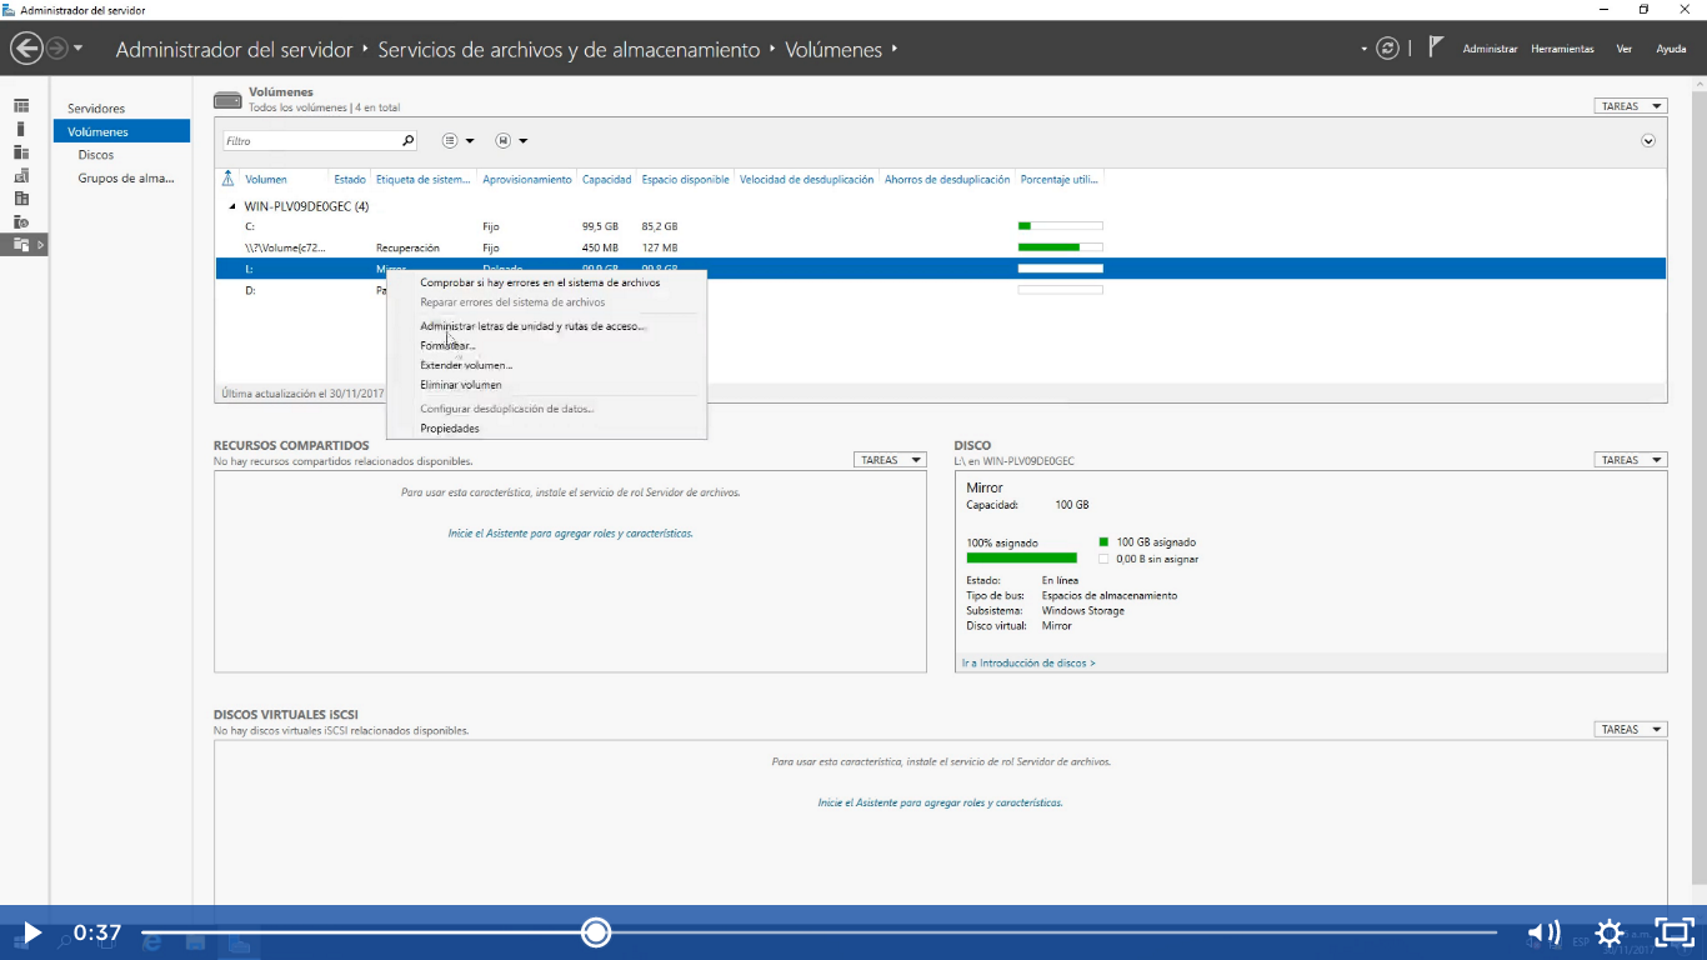 Administrador del servidor
Administrador del servidor ‣ Servicios de archivos y de almacenamiento ‣ Volúmenes ‣
Administrar Herramientas Ver Ayuda
Servidores
Volúmenes
Discos
Grupos de alma...
Volúmenes
Todos los volúmenes | 4 en total
TAREAS
Filtro
Volumen Estado Etiqueta de sistem... Aprovisionamiento Capacidad Espacio disponible Velocidad de desduplicación Ahorros de desduplicación Porcentaje utili...
WIN-PLV09DE0GEC (4)
C: Fijo 99,5 GB 85,2 GB
\\?\Volume{c72... Recuperación Fijo 450 MB 127 MB
L: Mirror Delgado 99,9 GB 99,8 GB
D: Pa
Comprobar si hay errores en el sistema de archivos
Reparar errores del sistema de archivos
Administrar letras de unidad y rutas de acceso...
Formatear...
Extender volumen...
Eliminar volumen
Configurar desduplicación de datos...
Propiedades
Última actualización el 30/11/2017
RECURSOS COMPARTIDOS
No hay recursos compartidos relacionados disponibles.
TAREAS
Para usar esta característica, instale el servicio de rol Servidor de archivos.
Inicie el Asistente para agregar roles y características.
DISCO
L:\ en WIN-PLV09DE0GEC
TAREAS
Mirror
Capacidad: 100 GB
100% asignado
100 GB asignado
0,00 B sin asignar
Estado: En línea
Tipo de bus: Espacios de almacenamiento
Subsistema: Windows Storage
Disco virtual: Mirror
Ir a Introducción de discos >
DISCOS VIRTUALES iSCSI
No hay discos virtuales iSCSI relacionados disponibles.
TAREAS
Para usar esta característica, instale el servicio de rol Servidor de archivos.
Inicie el Asistente para agregar roles y características.
0:37
ESP